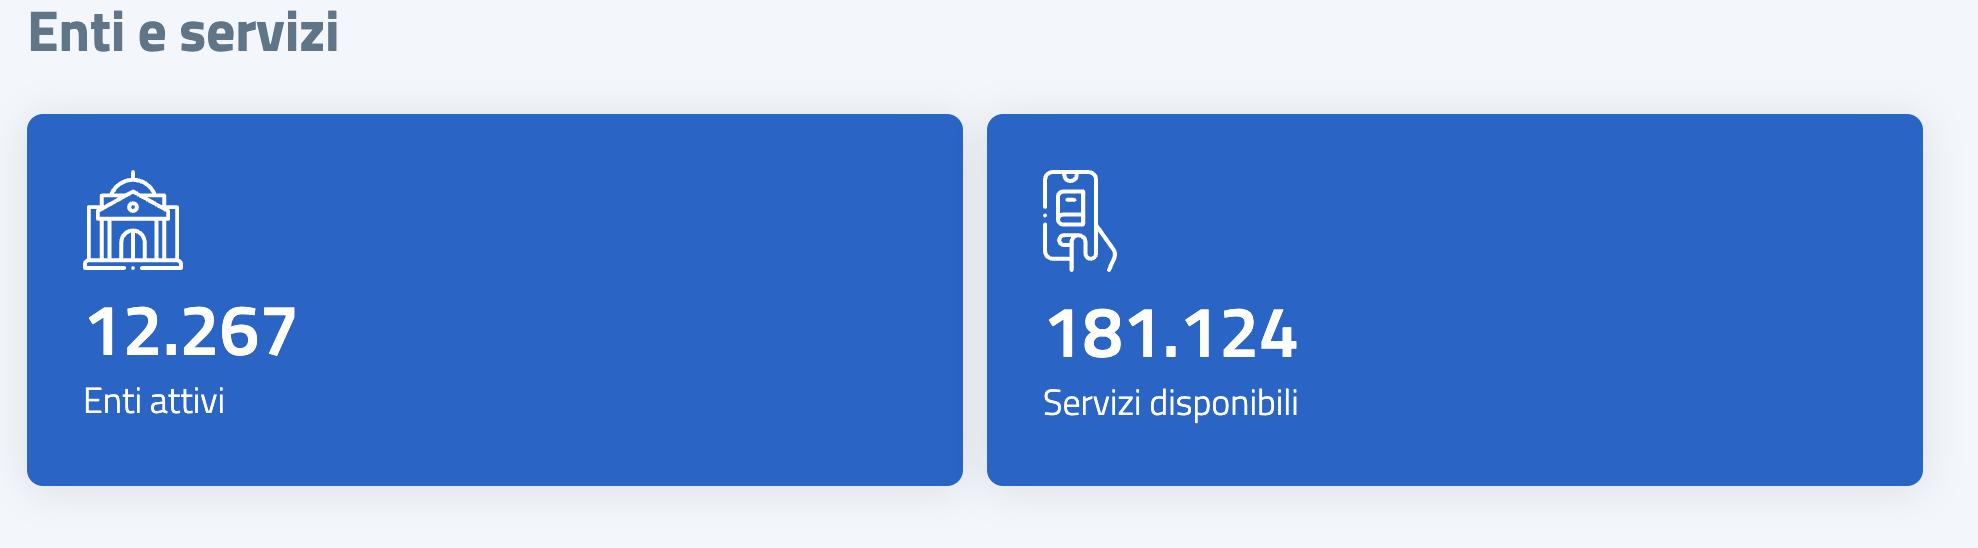 Enti e servizi
12.267
Enti attivi
181.124
Servizi disponibili